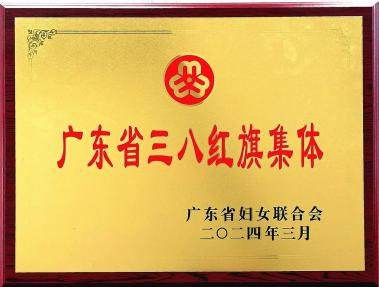 广东省三八红旗集体
广东省妇女联合会
二〇二四年三月